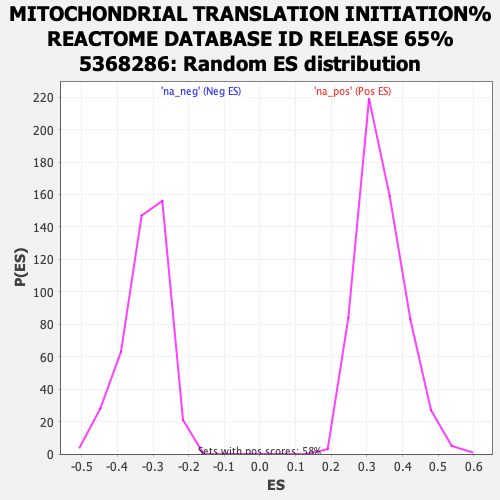 MITOCHONDRIAL TRANSLATION INITIATION%
REACTOME DATABASE ID RELEASE 65%
5368286: Random ES distribution
'na_neg' (Neg ES)
'na_pos' (Pos ES)
220
200
180
160
140
120
100
80
60
40
20
0
P(ES)
Sets with pos scores: 58%
-0.5 -0.4 -0.3 -0.2 -0.1 0.0 0.1 0.2 0.3 0.4 0.5 0.6
ES